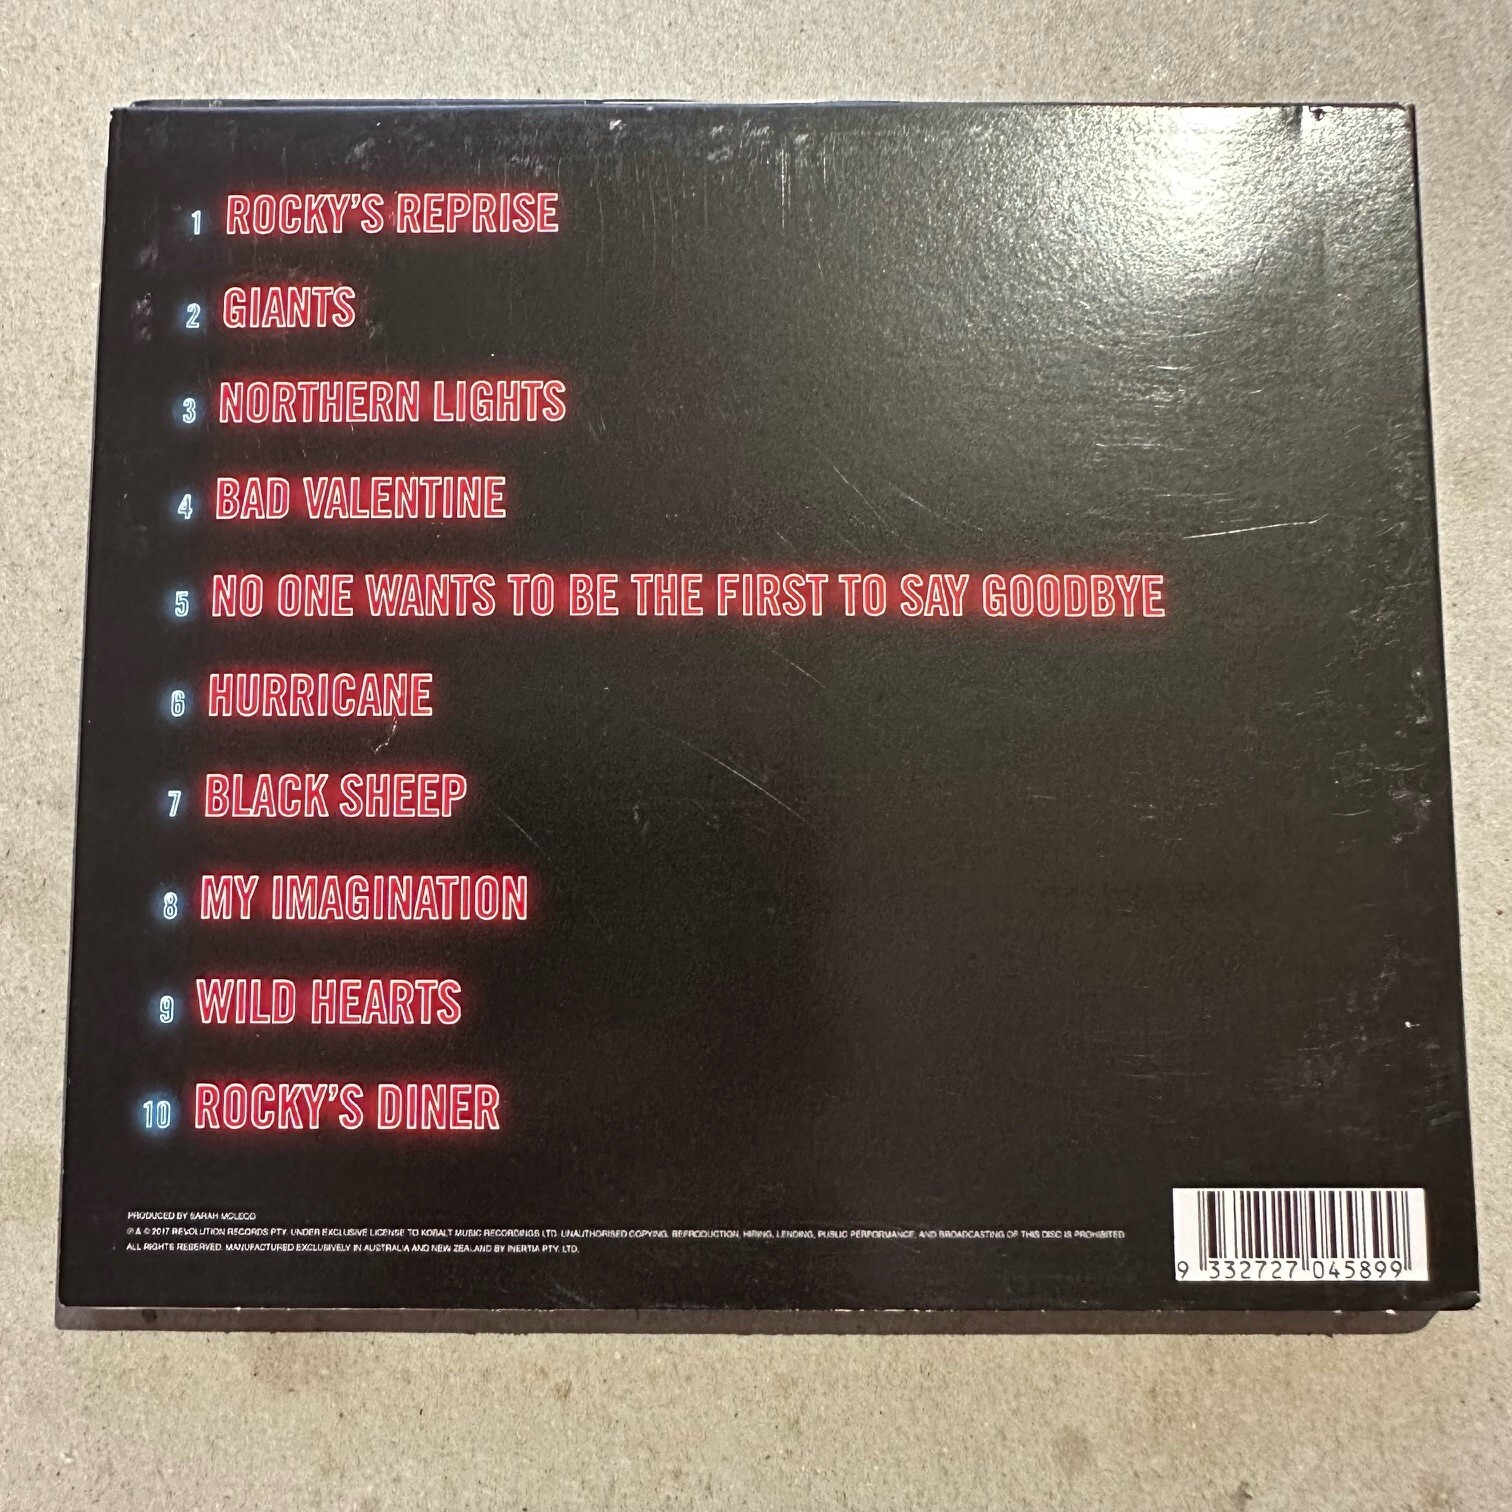 1 ROCKY'S REPRISE
2 GIANTS
3 NORTHERN LIGHTS
4 BAD VALENTINE
5 NO ONE WANTS TO BE THE FIRST TO SAY GOODBYE
6 HURRICANE
7 BLACK SHEEP
8 MY IMAGINATION
9 WILD HEARTS
10 ROCKY'S DINER
PRODUCED BY SARAH MCLEOD
℗ & © 2017 REVOLUTION RECORDS PTY. UNDER EXCLUSIVE LICENSE TO KOBALT MUSIC RECORDINGS LTD. UNAUTHORISED COPYING, REPRODUCTION, HIRING, LENDING, PUBLIC PERFORMANCE, AND BROADCASTING OF THIS DISC IS PROHIBITED.
ALL RIGHTS RESERVED. MANUFACTURED EXCLUSIVELY IN AUSTRALIA AND NEW ZEALAND BY INERTIA PTY. LTD.
9 332727 045899